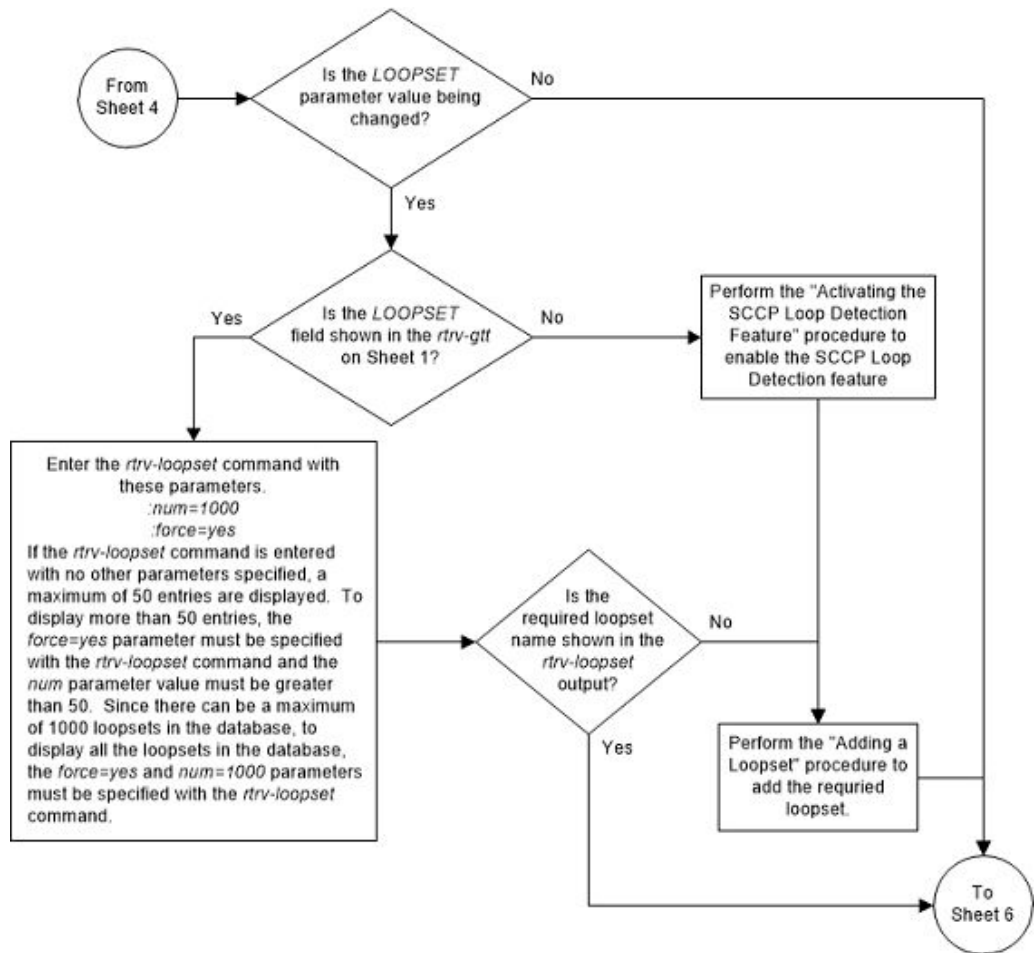 From
Sheet 4
Is the LOOPSET
parameter value being
changed?
No
Yes
Is the LOOPSET
field shown in the rtrv-gtt
on Sheet 1?
Yes
No
Perform the "Activating the
SCCP Loop Detection
Feature" procedure to
enable the SCCP Loop
Detection feature
Enter the rtrv-loopset command with
these parameters.
:num=1000
:force=yes
If the rtrv-loopset command is entered
with no other parameters specified, a
maximum of 50 entries are displayed. To
display more than 50 entries, the
force=yes parameter must be specified
with the rtrv-loopset command and the
num parameter value must be greater
than 50. Since there can be a maximum
of 1000 loopsets in the database, to
display all the loopsets in the database,
the force=yes and num=1000 parameters
must be specified with the rtrv-loopset
command.
Is the
required loopset
name shown in the
rtrv-loopset
output?
No
Yes
Perform the "Adding a
Loopset" procedure to
add the requried
loopset.
To
Sheet 6